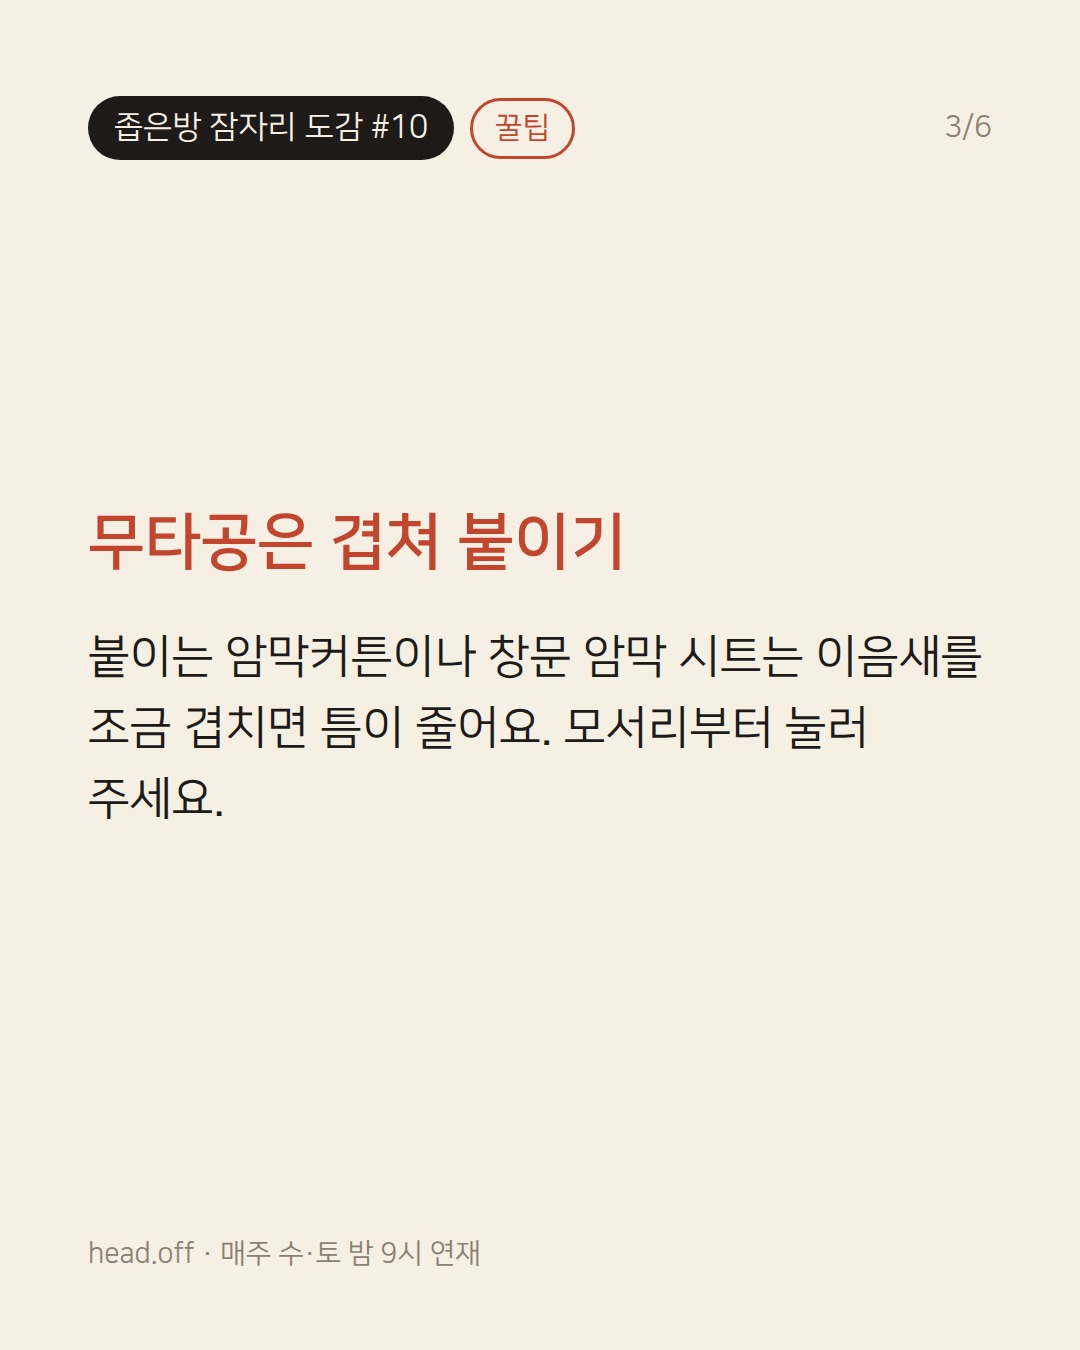 좁은방 잠자리 도감 #10
꿀팁
3/6
무타공은 겹쳐 붙이기
붙이는 암막커튼이나 창문 암막 시트는 이음새를
조금 겹치면 틈이 줄어요. 모서리부터 눌러
주세요.
head.off · 매주 수·토 밤 9시 연재